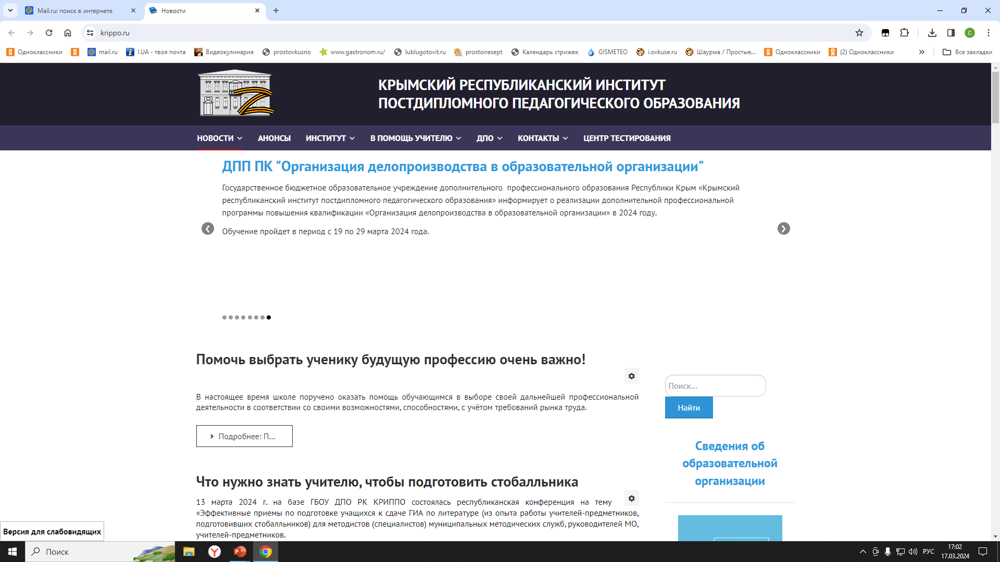 Mail.ru: поиск в интернете
Новости
krippo.ru
Одноклассники
mail.ru
I.UA - твоя почта
Видеокулинария
prostovkusno
www.gastronom.ru/
lublugotovit.ru
prostoiresept
Календарь стрижек
GISMETEO
i.ovkuse.ru
Шаурма / Простые...
Одноклассники
(2) Одноклассники
Все закладки
КРЫМСКИЙ РЕСПУБЛИКАНСКИЙ ИНСТИТУТ
ПОСТДИПЛОМНОГО ПЕДАГОГИЧЕСКОГО ОБРАЗОВАНИЯ
НОВОСТИ
АНОНСЫ
ИНСТИТУТ
В ПОМОЩЬ УЧИТЕЛЮ
ДПО
КОНТАКТЫ
ЦЕНТР ТЕСТИРОВАНИЯ
ДПП ПК "Организация делопроизводства в образовательной организации"
Государственное бюджетное образовательное учреждение дополнительного профессионального образования Республики Крым «Крымский
республиканский институт постдипломного педагогического образования» информирует о реализации дополнительной профессиональной
программы повышения квалификации «Организация делопроизводства в образовательной организации» в 2024 году.
Обучение пройдет в период с 19 по 29 марта 2024 года.
Помочь выбрать ученику будущую профессию очень важно!
В настоящее время школе поручено оказать помощь обучающимся в выборе своей дальнейшей профессиональной
деятельности в соответствии со своими возможностями, способностями, с учётом требований рынка труда.
Подробнее: П...
Поиск...
Найти
Сведения об
образовательной
организации
Что нужно знать учителю, чтобы подготовить стобалльника
13 марта 2024 г. на базе ГБОУ ДПО РК КРИППО состоялась республиканская конференция на тему
«Эффективные приемы по подготовке учащихся к сдаче ГИА по литературе (из опыта работы учителей-предметников,
подготовивших стобалльников) для методистов (специалистов) муниципальных методических служб, руководителей МО,
учителей-предметников.
Версия для слабовидящих
Поиск
РУС
17:02
17.03.2024
С